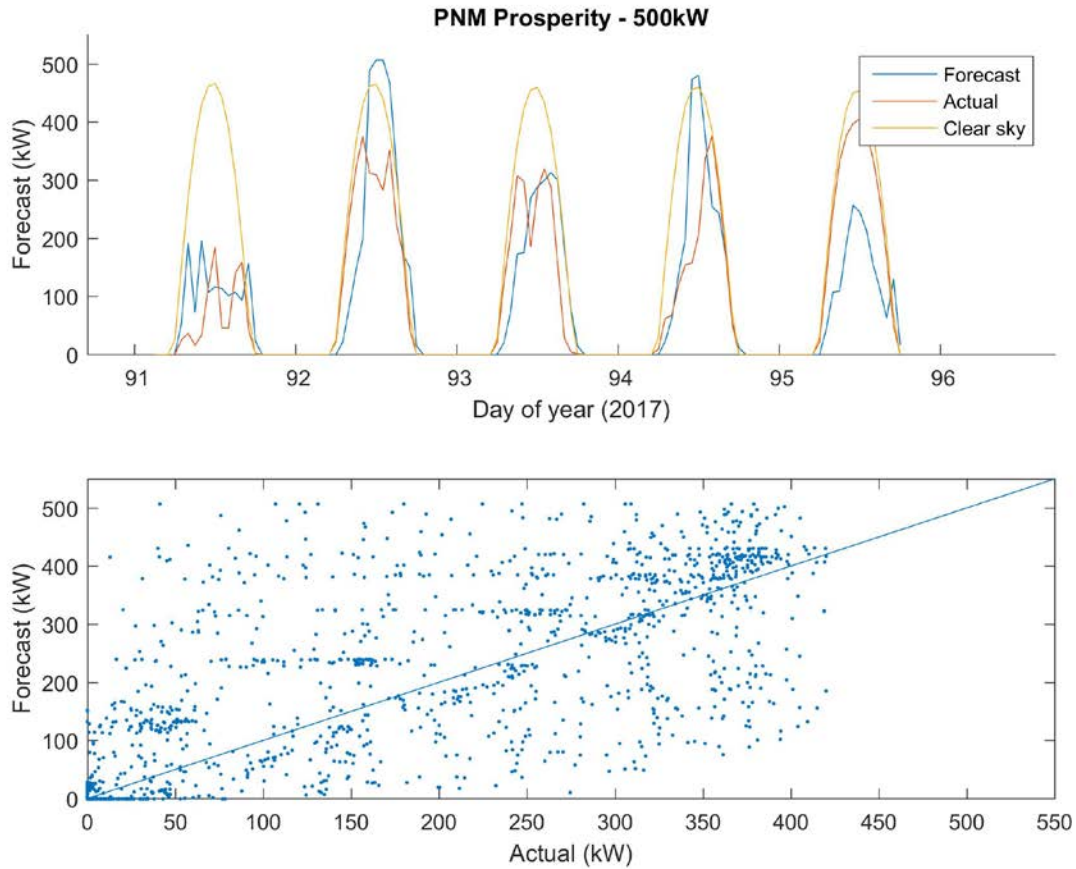 PNM Prosperity - 500kW
Forecast (kW)
500
400
300
200
100
0
Forecast
Actual
Clear sky
91 92 93 94 95 96
Day of year (2017)
Forecast (kW)
500
400
300
200
100
0
0 50 100 150 200 250 300 350 400 450 500 550
Actual (kW)